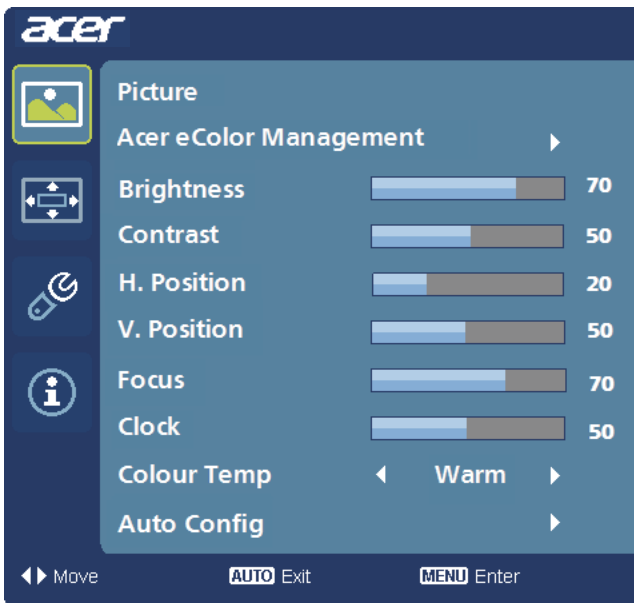 acer
Picture
Acer eColor Management
Brightness 70
Contrast 50
H. Position 20
V. Position 50
Focus 70
Clock 50
Colour Temp Warm
Auto Config
Move AUTO Exit MENU Enter